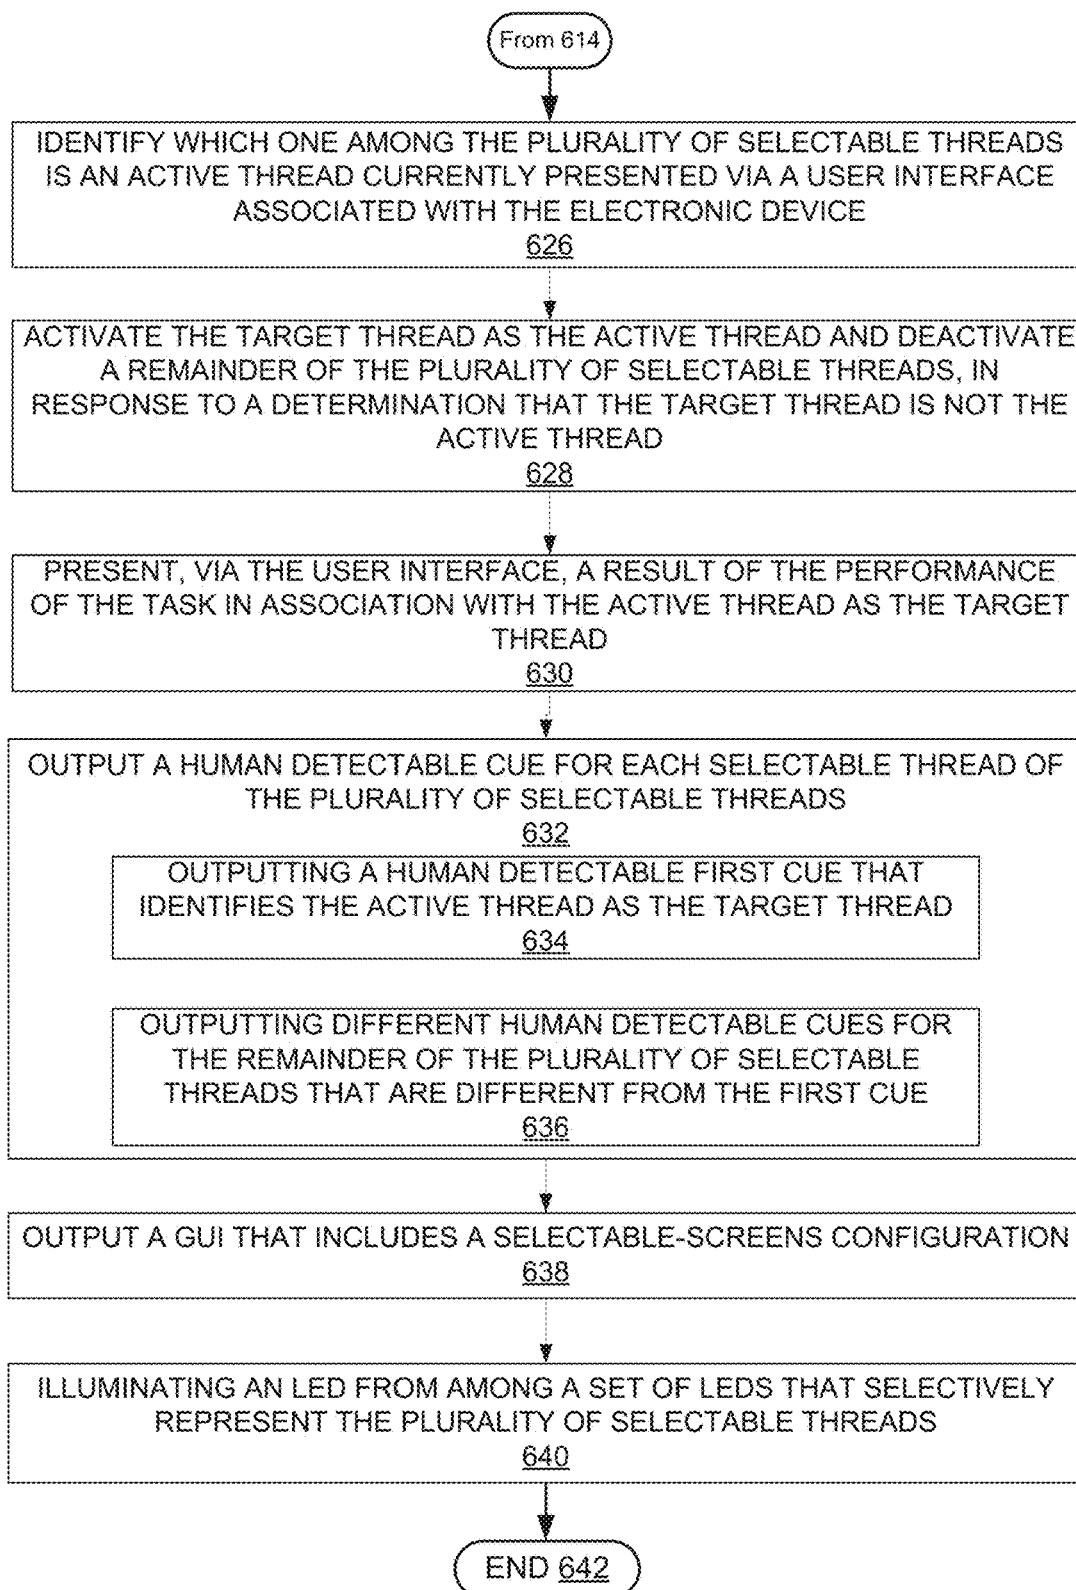 From 614
IDENTIFY WHICH ONE AMONG THE PLURALITY OF SELECTABLE THREADS
IS AN ACTIVE THREAD CURRENTLY PRESENTED VIA A USER INTERFACE
ASSOCIATED WITH THE ELECTRONIC DEVICE
626
ACTIVATE THE TARGET THREAD AS THE ACTIVE THREAD AND DEACTIVATE
A REMAINDER OF THE PLURALITY OF SELECTABLE THREADS, IN
RESPONSE TO A DETERMINATION THAT THE TARGET THREAD IS NOT THE
ACTIVE THREAD
628
PRESENT, VIA THE USER INTERFACE, A RESULT OF THE PERFORMANCE
OF THE TASK IN ASSOCIATION WITH THE ACTIVE THREAD AS THE TARGET
THREAD
630
OUTPUT A HUMAN DETECTABLE CUE FOR EACH SELECTABLE THREAD OF
THE PLURALITY OF SELECTABLE THREADS
632
OUTPUTTING A HUMAN DETECTABLE FIRST CUE THAT
IDENTIFIES THE ACTIVE THREAD AS THE TARGET THREAD
634
OUTPUTTING DIFFERENT HUMAN DETECTABLE CUES FOR
THE REMAINDER OF THE PLURALITY OF SELECTABLE
THREADS THAT ARE DIFFERENT FROM THE FIRST CUE
636
OUTPUT A GUI THAT INCLUDES A SELECTABLE-SCREENS CONFIGURATION
638
ILLUMINATING AN LED FROM AMONG A SET OF LEDS THAT SELECTIVELY
REPRESENT THE PLURALITY OF SELECTABLE THREADS
640
END 642